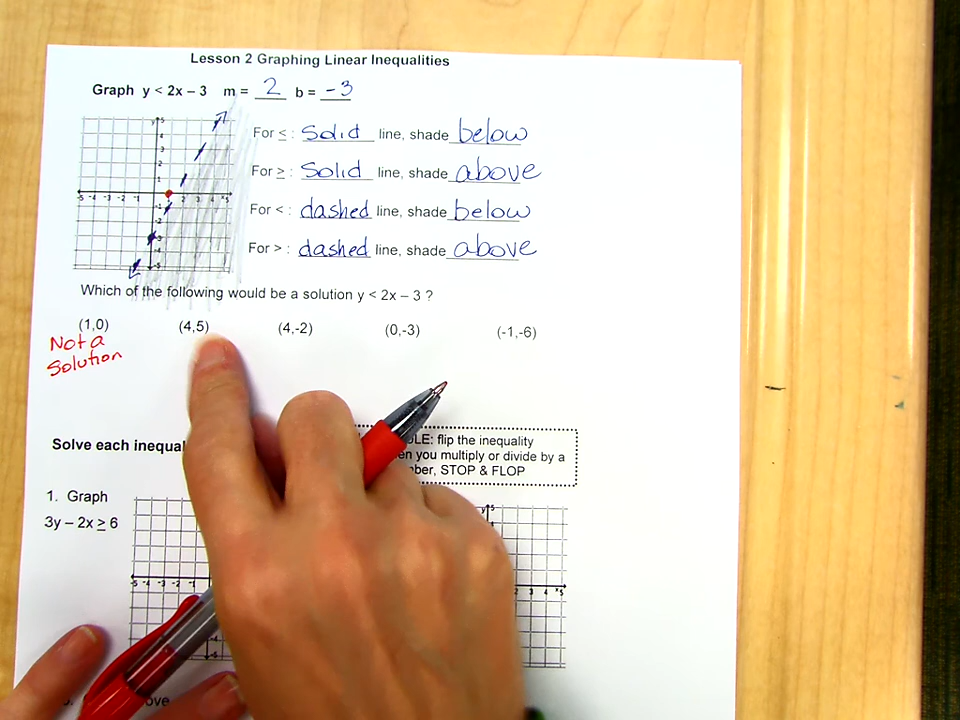 Lesson 2 Graphing Linear Inequalities
Graph y < 2x – 3 m = 2 b = -3
For ≤ : Solid line, shade below
For ≥ : Solid line, shade above
For < : dashed line, shade below
For > : dashed line, shade above
Which of the following would be a solution y < 2x – 3 ?
(1,0) (4,5) (4,-2) (0,-3) (-1,-6)
Not a
Solution
Solve each
flip the inequality
you multiply or divide by a
STOP & FLOP
1. Graph
3y – 2x ≥ 6